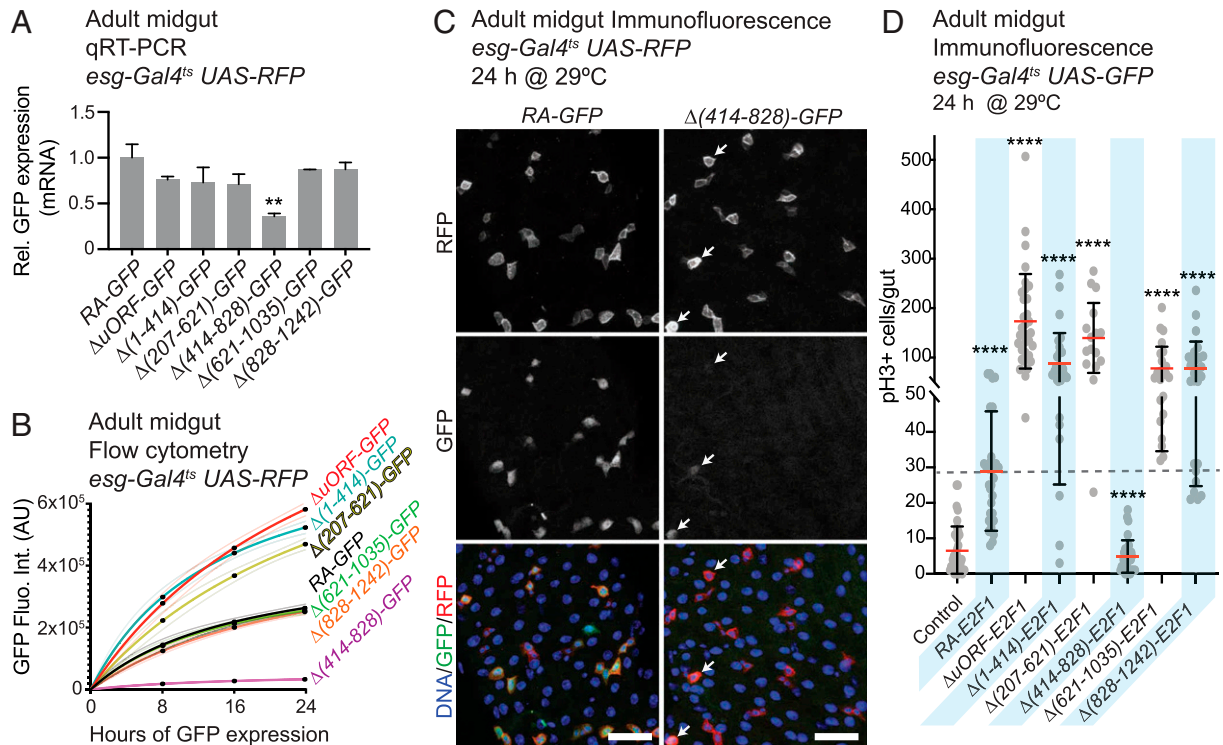 A
Adult midgut
qRT-PCR
esg-Gal4ts UAS-RFP
Rel. GFP expression
(mRNA)
1.5
1.0
0.5
0
**
RA-GFP
ΔuORF-GFP
Δ(1-414)-GFP
Δ(207-621)-GFP
Δ(414-828)-GFP
Δ(621-1035)-GFP
Δ(828-1242)-GFP
B
Adult midgut
Flow cytometry
esg-Gal4ts UAS-RFP
GFP Fluo. Int. (AU)
6x10⁵
4x10⁵
2x10⁵
0
0
8
16
24
Hours of GFP expression
ΔuORF-GFP
Δ(1-414)-GFP
Δ(207-621)-GFP
RA-GFP
Δ(621-1035)-GFP
Δ(828-1242)-GFP
Δ(414-828)-GFP
C
Adult midgut Immunofluorescence
esg-Gal4ts UAS-RFP
24 h @ 29ºC
RA-GFP
Δ(414-828)-GFP
RFP
GFP
DNA/GFP/RFP
D
Adult midgut
Immunofluorescence
esg-Gal4ts UAS-GFP
24 h @ 29ºC
pH3+ cells/gut
500
400
300
200
100
50
40
30
20
10
0
****
****
****
****
****
****
****
Control
RA-E2F1
ΔuORF-E2F1
Δ(1-414)-E2F1
Δ(207-621)-E2F1
Δ(414-828)-E2F1
Δ(621-1035)-E2F1
Δ(828-1242)-E2F1